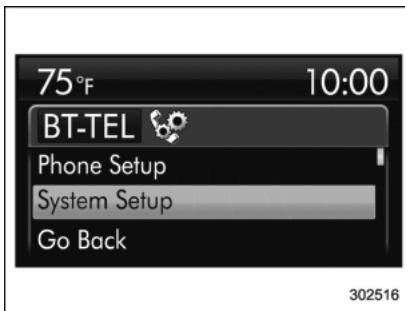 75°F 10:00
BT-TEL
Phone Setup
System Setup
Go Back
302516